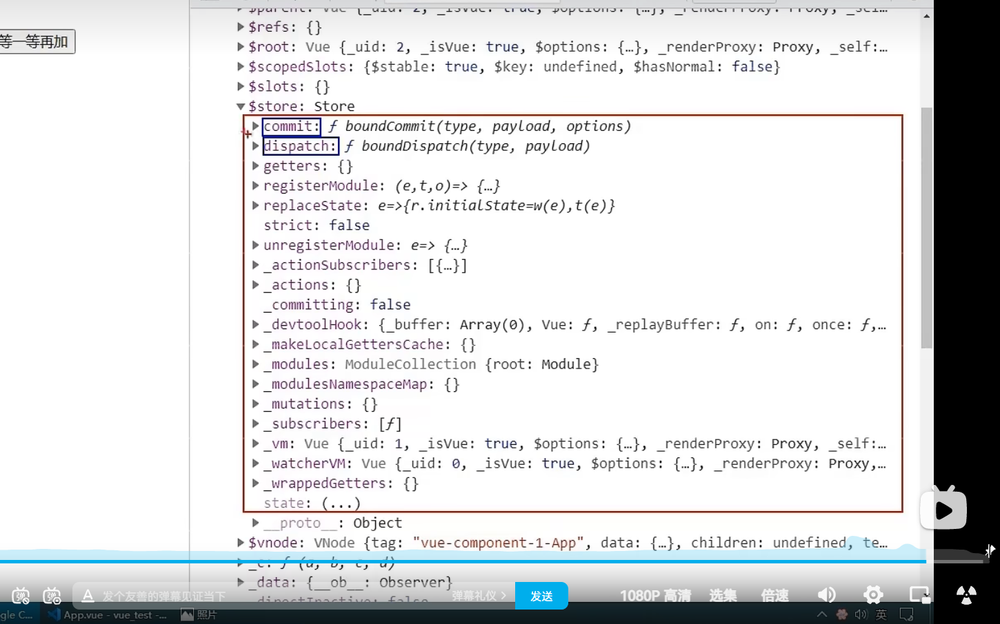 $parent: Vue {_uid: 2, _isVue: true, $options: {…}, _renderProxy: Proxy, _sel…
$refs: {}
等一等再加
$root: Vue {_uid: 2, _isVue: true, $options: {…}, _renderProxy: Proxy, _self:…
$scopedSlots: {$stable: true, $key: undefined, $hasNormal: false}
$slots: {}
$store: Store
commit: ƒ boundCommit(type, payload, options)
dispatch: ƒ boundDispatch(type, payload)
getters: {}
registerModule: (e,t,o)=> {…}
replaceState: e=>{r.initialState=w(e),t(e)}
strict: false
unregisterModule: e=> {…}
_actionSubscribers: [{…}]
_actions: {}
_committing: false
_devtoolHook: {_buffer: Array(0), Vue: ƒ, _replayBuffer: ƒ, on: ƒ, once: ƒ,…
_makeLocalGettersCache: {}
_modules: ModuleCollection {root: Module}
_modulesNamespaceMap: {}
_mutations: {}
_subscribers: [ƒ]
_vm: Vue {_uid: 1, _isVue: true, $options: {…}, _renderProxy: Proxy, _self:…
_watcherVM: Vue {_uid: 0, _isVue: true, $options: {…}, _renderProxy: Proxy,…
_wrappedGetters: {}
state: (...)
__proto__: Object
$vnode: VNode {tag: "vue-component-1-App", data: {…}, children: undefined, te…
_c: ƒ (a, b, c, d)
_data: {__ob__: Observer}
弹 弹 A 发个友善的弹幕见证当下 弹幕礼仪 > 发送 1080P 高清 选集 倍速
_directInactive: false
gle C... App.vue - vue_test -... 照片 英